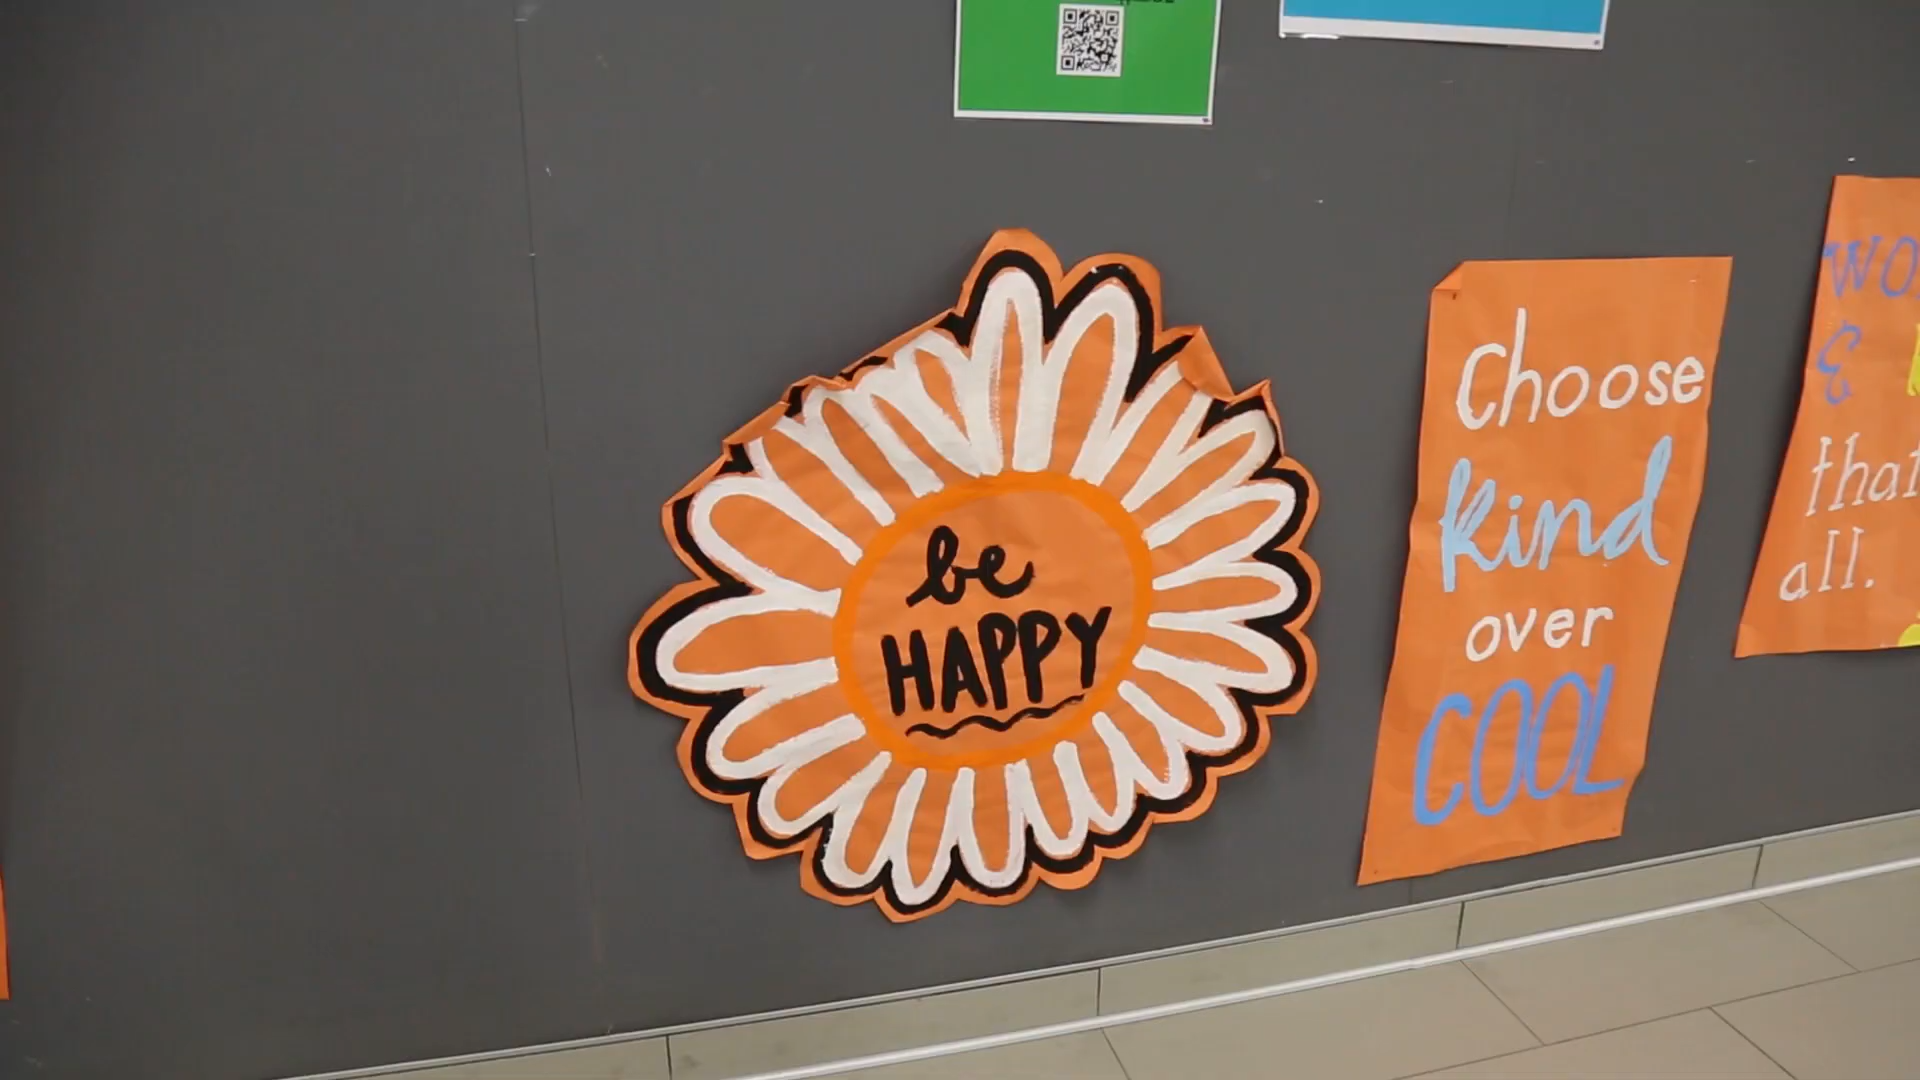 be
HAPPY
Choose
kind
over
COOL
&
that
all.